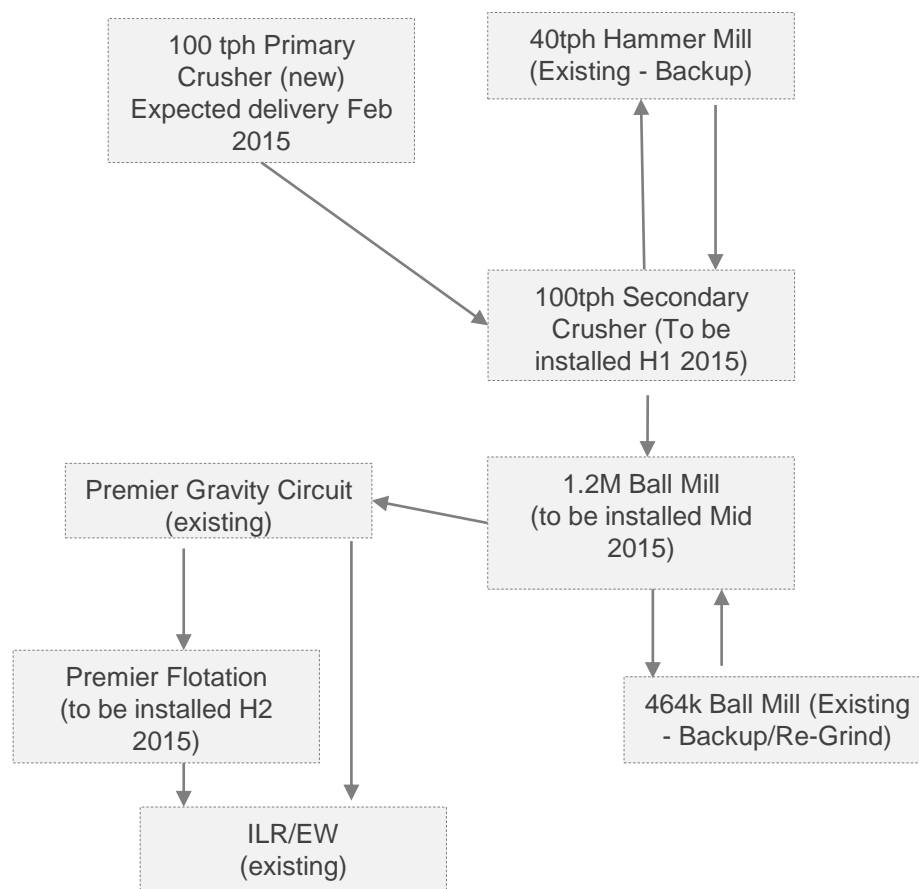 100 tph Primary
Crusher (new)
Expected delivery Feb
2015
40tph Hammer Mill
(Existing - Backup)
100tph Secondary
Crusher (To be
installed H1 2015)
Premier Gravity Circuit
(existing)
1.2M Ball Mill
(to be installed Mid
2015)
Premier Flotation
(to be installed H2
2015)
464k Ball Mill (Existing
- Backup/Re-Grind)
ILR/EW
(existing)